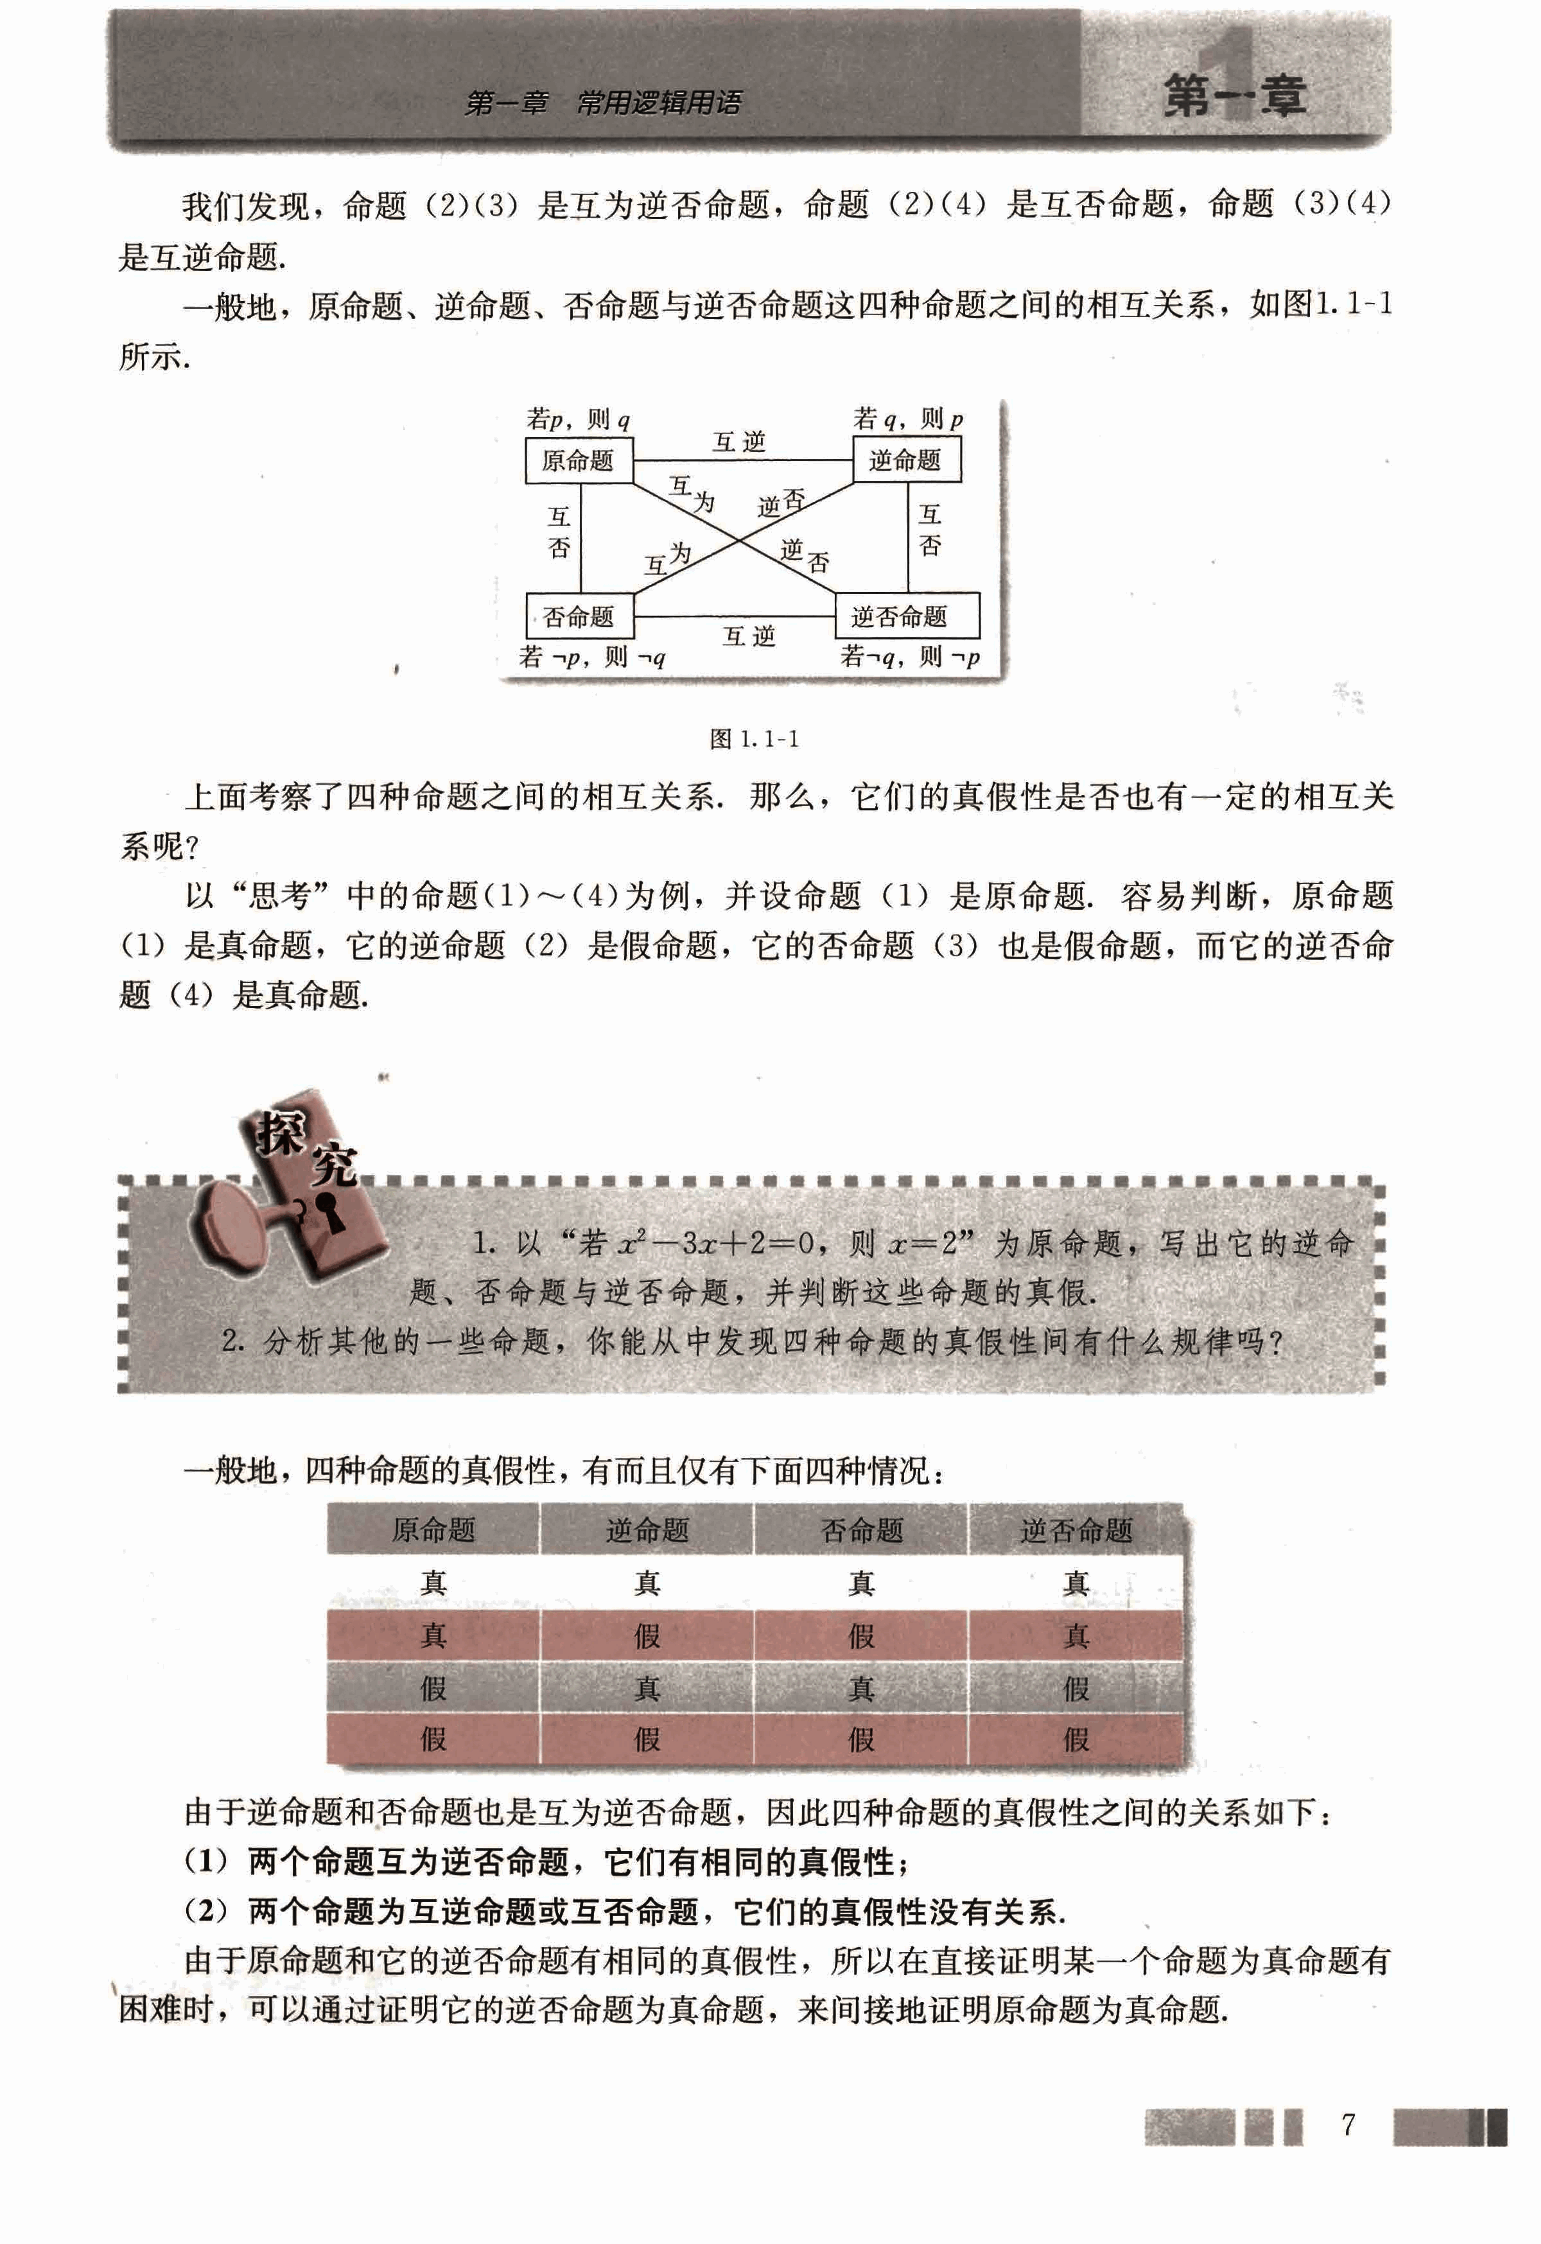 第一章 常用逻辑用语
第一章
我们发现，命题（2）（3）是互为逆否命题，命题（2）（4）是互否命题，命题（3）（4）
是互逆命题.
一般地，原命题、逆命题、否命题与逆否命题这四种命题之间的相互关系，如图1.1-1
所示.
若p，则q 若q，则p
原命题 互逆 逆命题
互为逆否
互为逆否
互否 互否
否命题 互逆 逆否命题
若¬p，则¬q 若¬q，则¬p
图 1.1-1
上面考察了四种命题之间的相互关系. 那么，它们的真假性是否也有一定的相互关
系呢？
以“思考”中的命题(1)～(4)为例，并设命题（1）是原命题. 容易判断，原命题
（1）是真命题，它的逆命题（2）是假命题，它的否命题（3）也是假命题，而它的逆否命
题（4）是真命题.
探究
1. 以“若x²－3x＋2＝0，则x＝2”为原命题，写出它的逆命
题、否命题与逆否命题，并判断这些命题的真假.
2. 分析其他的一些命题，你能从中发现四种命题的真假性间有什么规律吗？
一般地，四种命题的真假性，有而且仅有下面四种情况：
原命题 逆命题 否命题 逆否命题
真 真 真 真
真 假 假 真
假 真 真 假
假 假 假 假
由于逆命题和否命题也是互为逆否命题，因此四种命题的真假性之间的关系如下：
（1）两个命题互为逆否命题，它们有相同的真假性；
（2）两个命题为互逆命题或互否命题，它们的真假性没有关系.
由于原命题和它的逆否命题有相同的真假性，所以在直接证明某一个命题为真命题有
困难时，可以通过证明它的逆否命题为真命题，来间接地证明原命题为真命题.
7